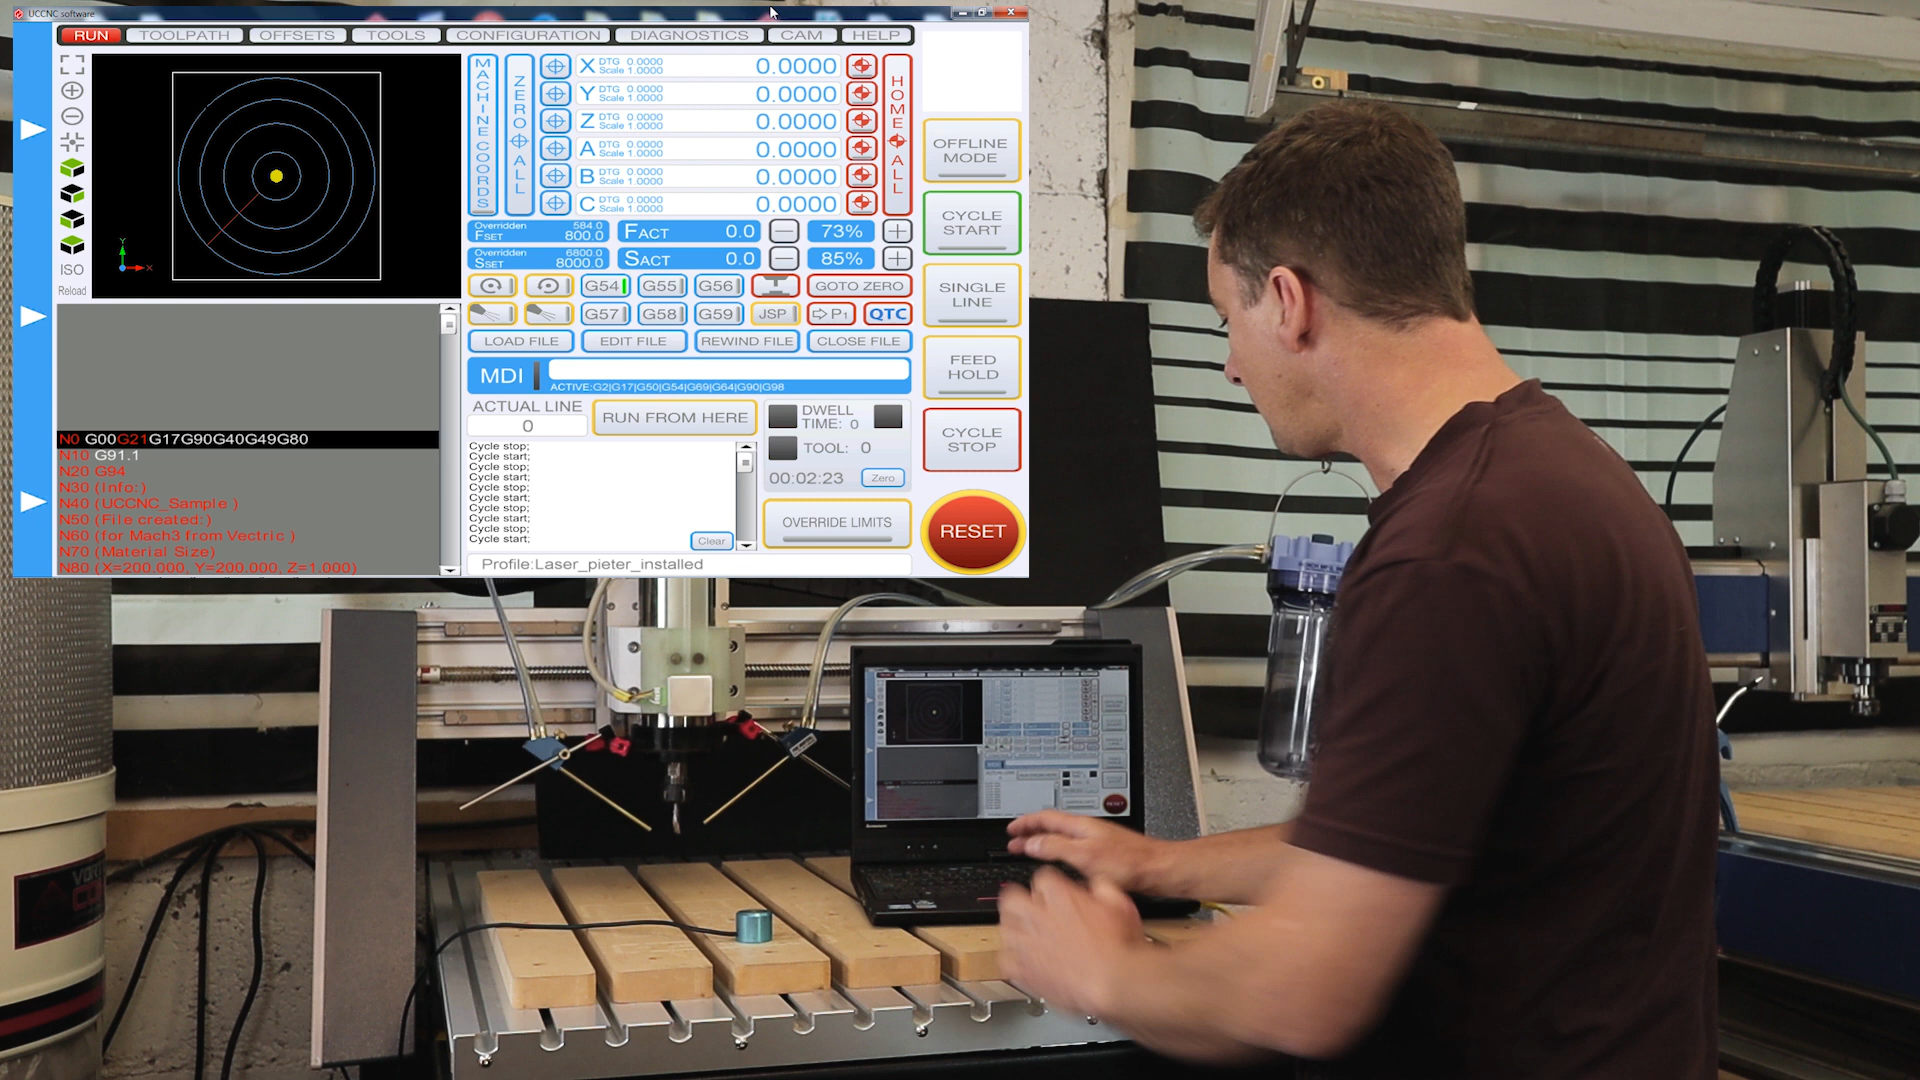 UCCNC software
RUN TOOLPATH OFFSETS TOOLS CONFIGURATION DIAGNOSTICS CAM HELP
ISO
Reload
Y
X
MACHINE COORDS
ZERO ALL
HOME ALL
X DTG 0.0000 Scale 1.0000 0.0000
Y DTG 0.0000 Scale 1.0000 0.0000
Z DTG 0.0000 Scale 1.0000 0.0000
A DTG 0.0000 Scale 1.0000 0.0000
B DTG 0.0000 Scale 1.0000 0.0000
C DTG 0.0000 Scale 1.0000 0.0000
Overridden 584.0
FSET 800.0 FACT 0.0 73%
Overridden 6800.0
SSET 8000.0 SACT 0.0 85%
G54 G55 G56 GOTO ZERO
G57 G58 G59 JSP P1 QTC
LOAD FILE EDIT FILE REWIND FILE CLOSE FILE
MDI
ACTIVE:G2|G17|G50|G54|G69|G64|G90|G98
ACTUAL LINE
0
RUN FROM HERE
DWELL
TIME: 0
TOOL: 0
00:02:23 Zero
Cycle stop;
Cycle start;
Cycle stop;
Cycle start;
Cycle stop;
Cycle start;
Cycle stop;
Cycle start;
Cycle stop;
Cycle start;
Clear
OVERRIDE LIMITS
Profile:Laser_pieter_installed
OFFLINE
MODE
CYCLE
START
SINGLE
LINE
FEED
HOLD
CYCLE
STOP
RESET
N0 G00G21G17G90G40G49G80
N10 G91.1
N20 G94
N30 (Info:)
N40 (UCCNC_Sample )
N50 (File created:)
N60 (for Mach3 from Vectric )
N70 (Material Size)
N80 (X=200.000, Y=200.000, Z=1.000)